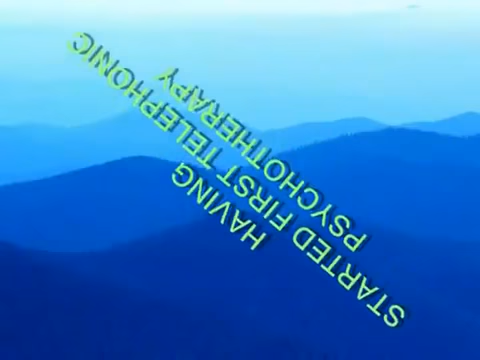 HAVING
STARTED FIRST TELEPHONIC
PSYCHOTHERAPY